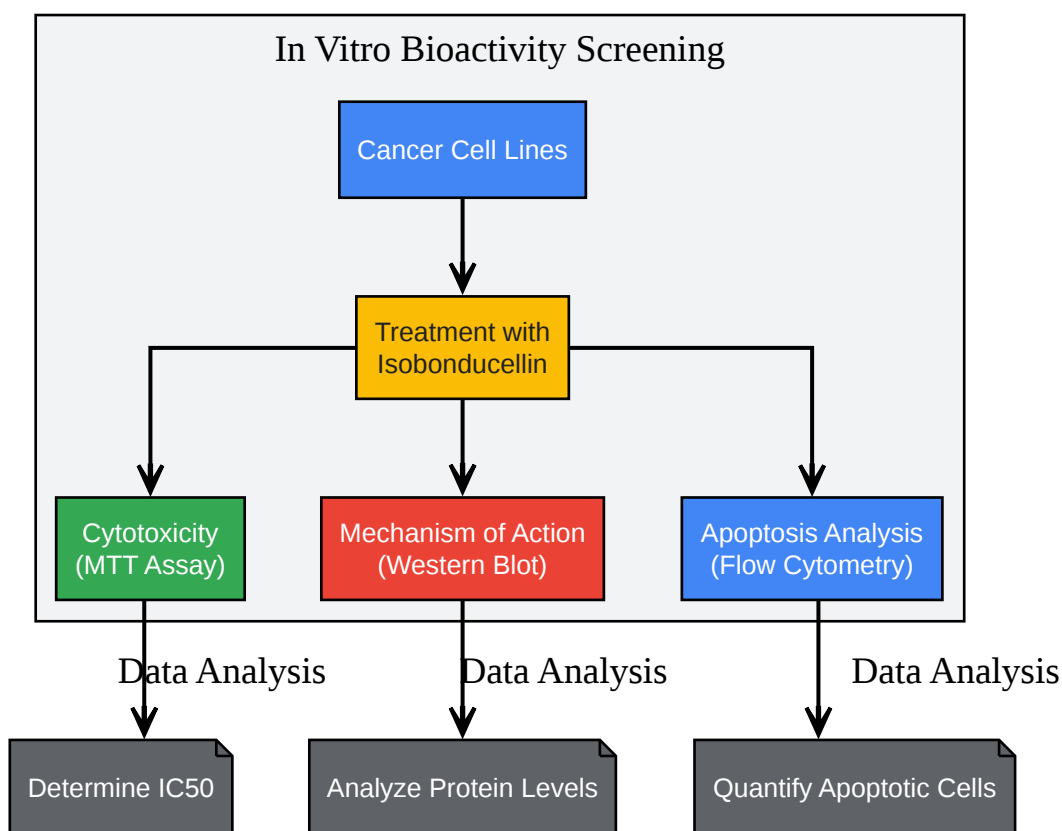 In Vitro Bioactivity Screening
Cancer Cell Lines
Treatment with
Isobonducellin
Cytotoxicity
(MTT Assay)
Mechanism of Action
(Western Blot)
Apoptosis Analysis
(Flow Cytometry)
Data Analysis
Data Analysis
Data Analysis
Determine IC50
Analyze Protein Levels
Quantify Apoptotic Cells